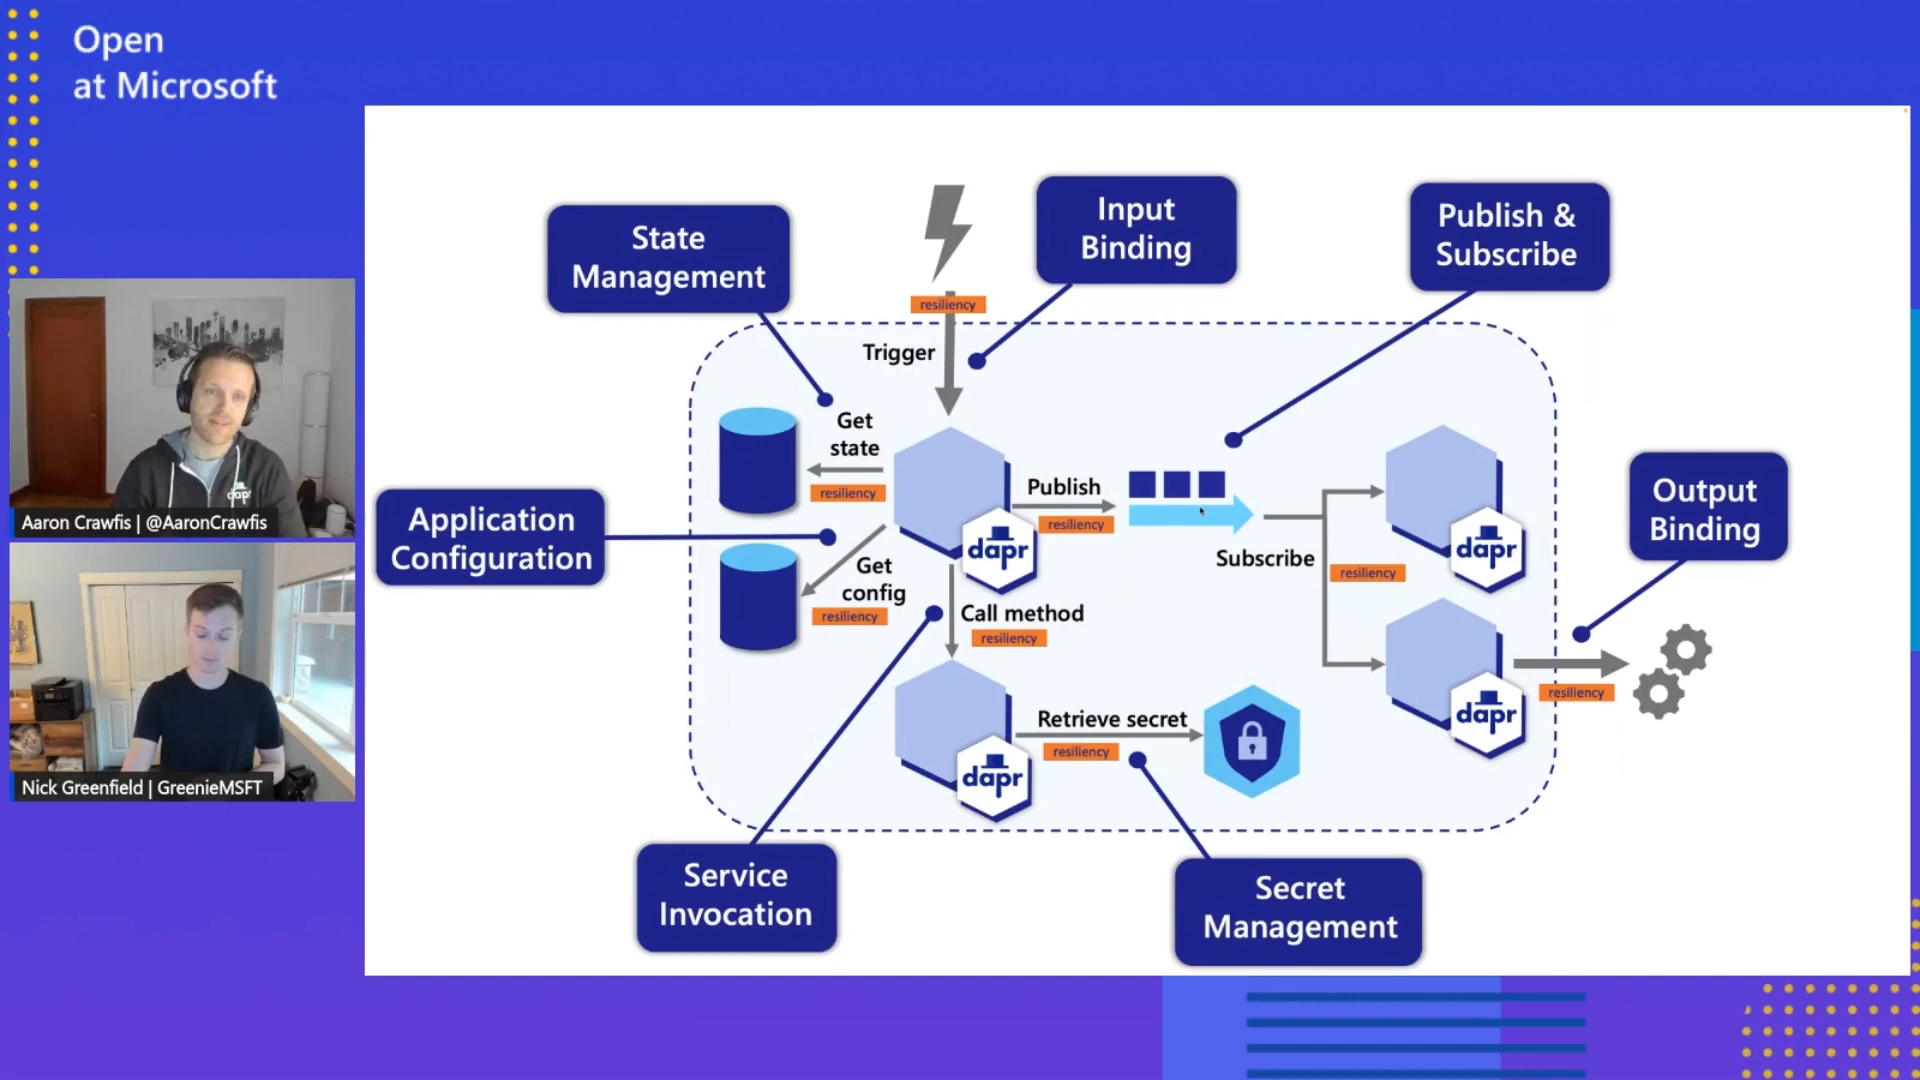 Open
at Microsoft
State
Management
Input
Binding
Publish &
Subscribe
resiliency
Trigger
Get
state
resiliency
Publish
resiliency
Application
Configuration
dapr
Subscribe
resiliency
dapr
Output
Binding
Get
config
resiliency
Call method
resiliency
Retrieve secret
resiliency
dapr
dapr
resiliency
Service
Invocation
Secret
Management
dapr
Aaron Crawfis | @AaronCrawfis
Nick Greenfield | GreenieMSFT